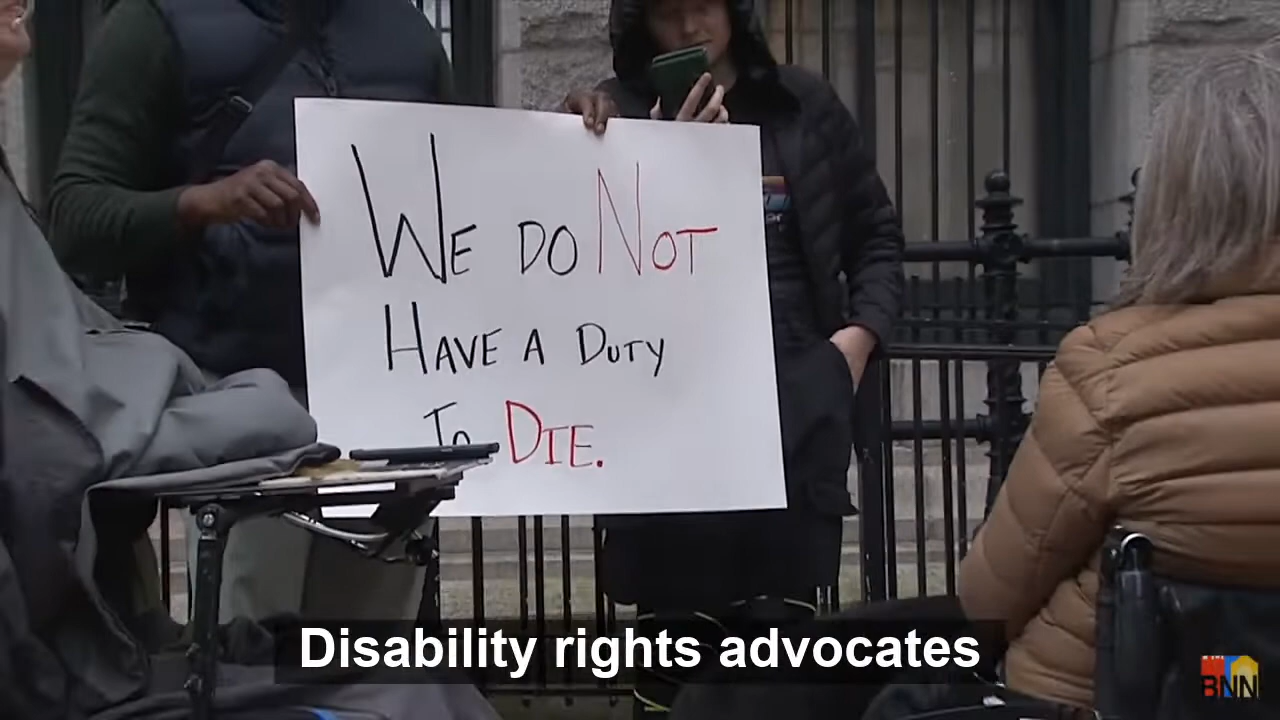 WE DO NOT
HAVE A DUTY
TO DIE.
Disability rights advocates
BNN